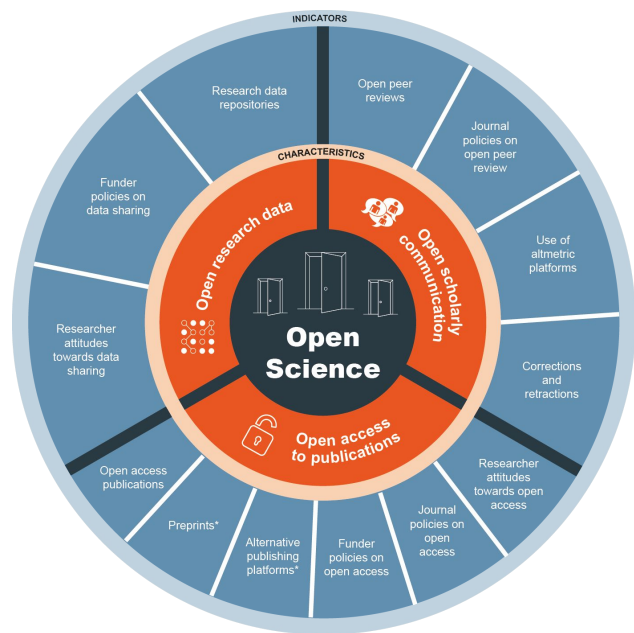 INDICATORS
Research data
repositories
Open peer
reviews
Journal
policies on
open peer
review
Funder
policies on
data sharing
Use of
altmetric
platforms
Researcher
attitudes
towards data
sharing
Corrections
and
retractions
CHARACTERISTICS
Open research data
Open scholarly
communication
Open
Science
Open access
to publications
Open access
publications
Preprints*
Alternative
publishing
platforms*
Funder
policies on
open access
Journal
policies on
open
access
Researcher
attitudes
towards open
access